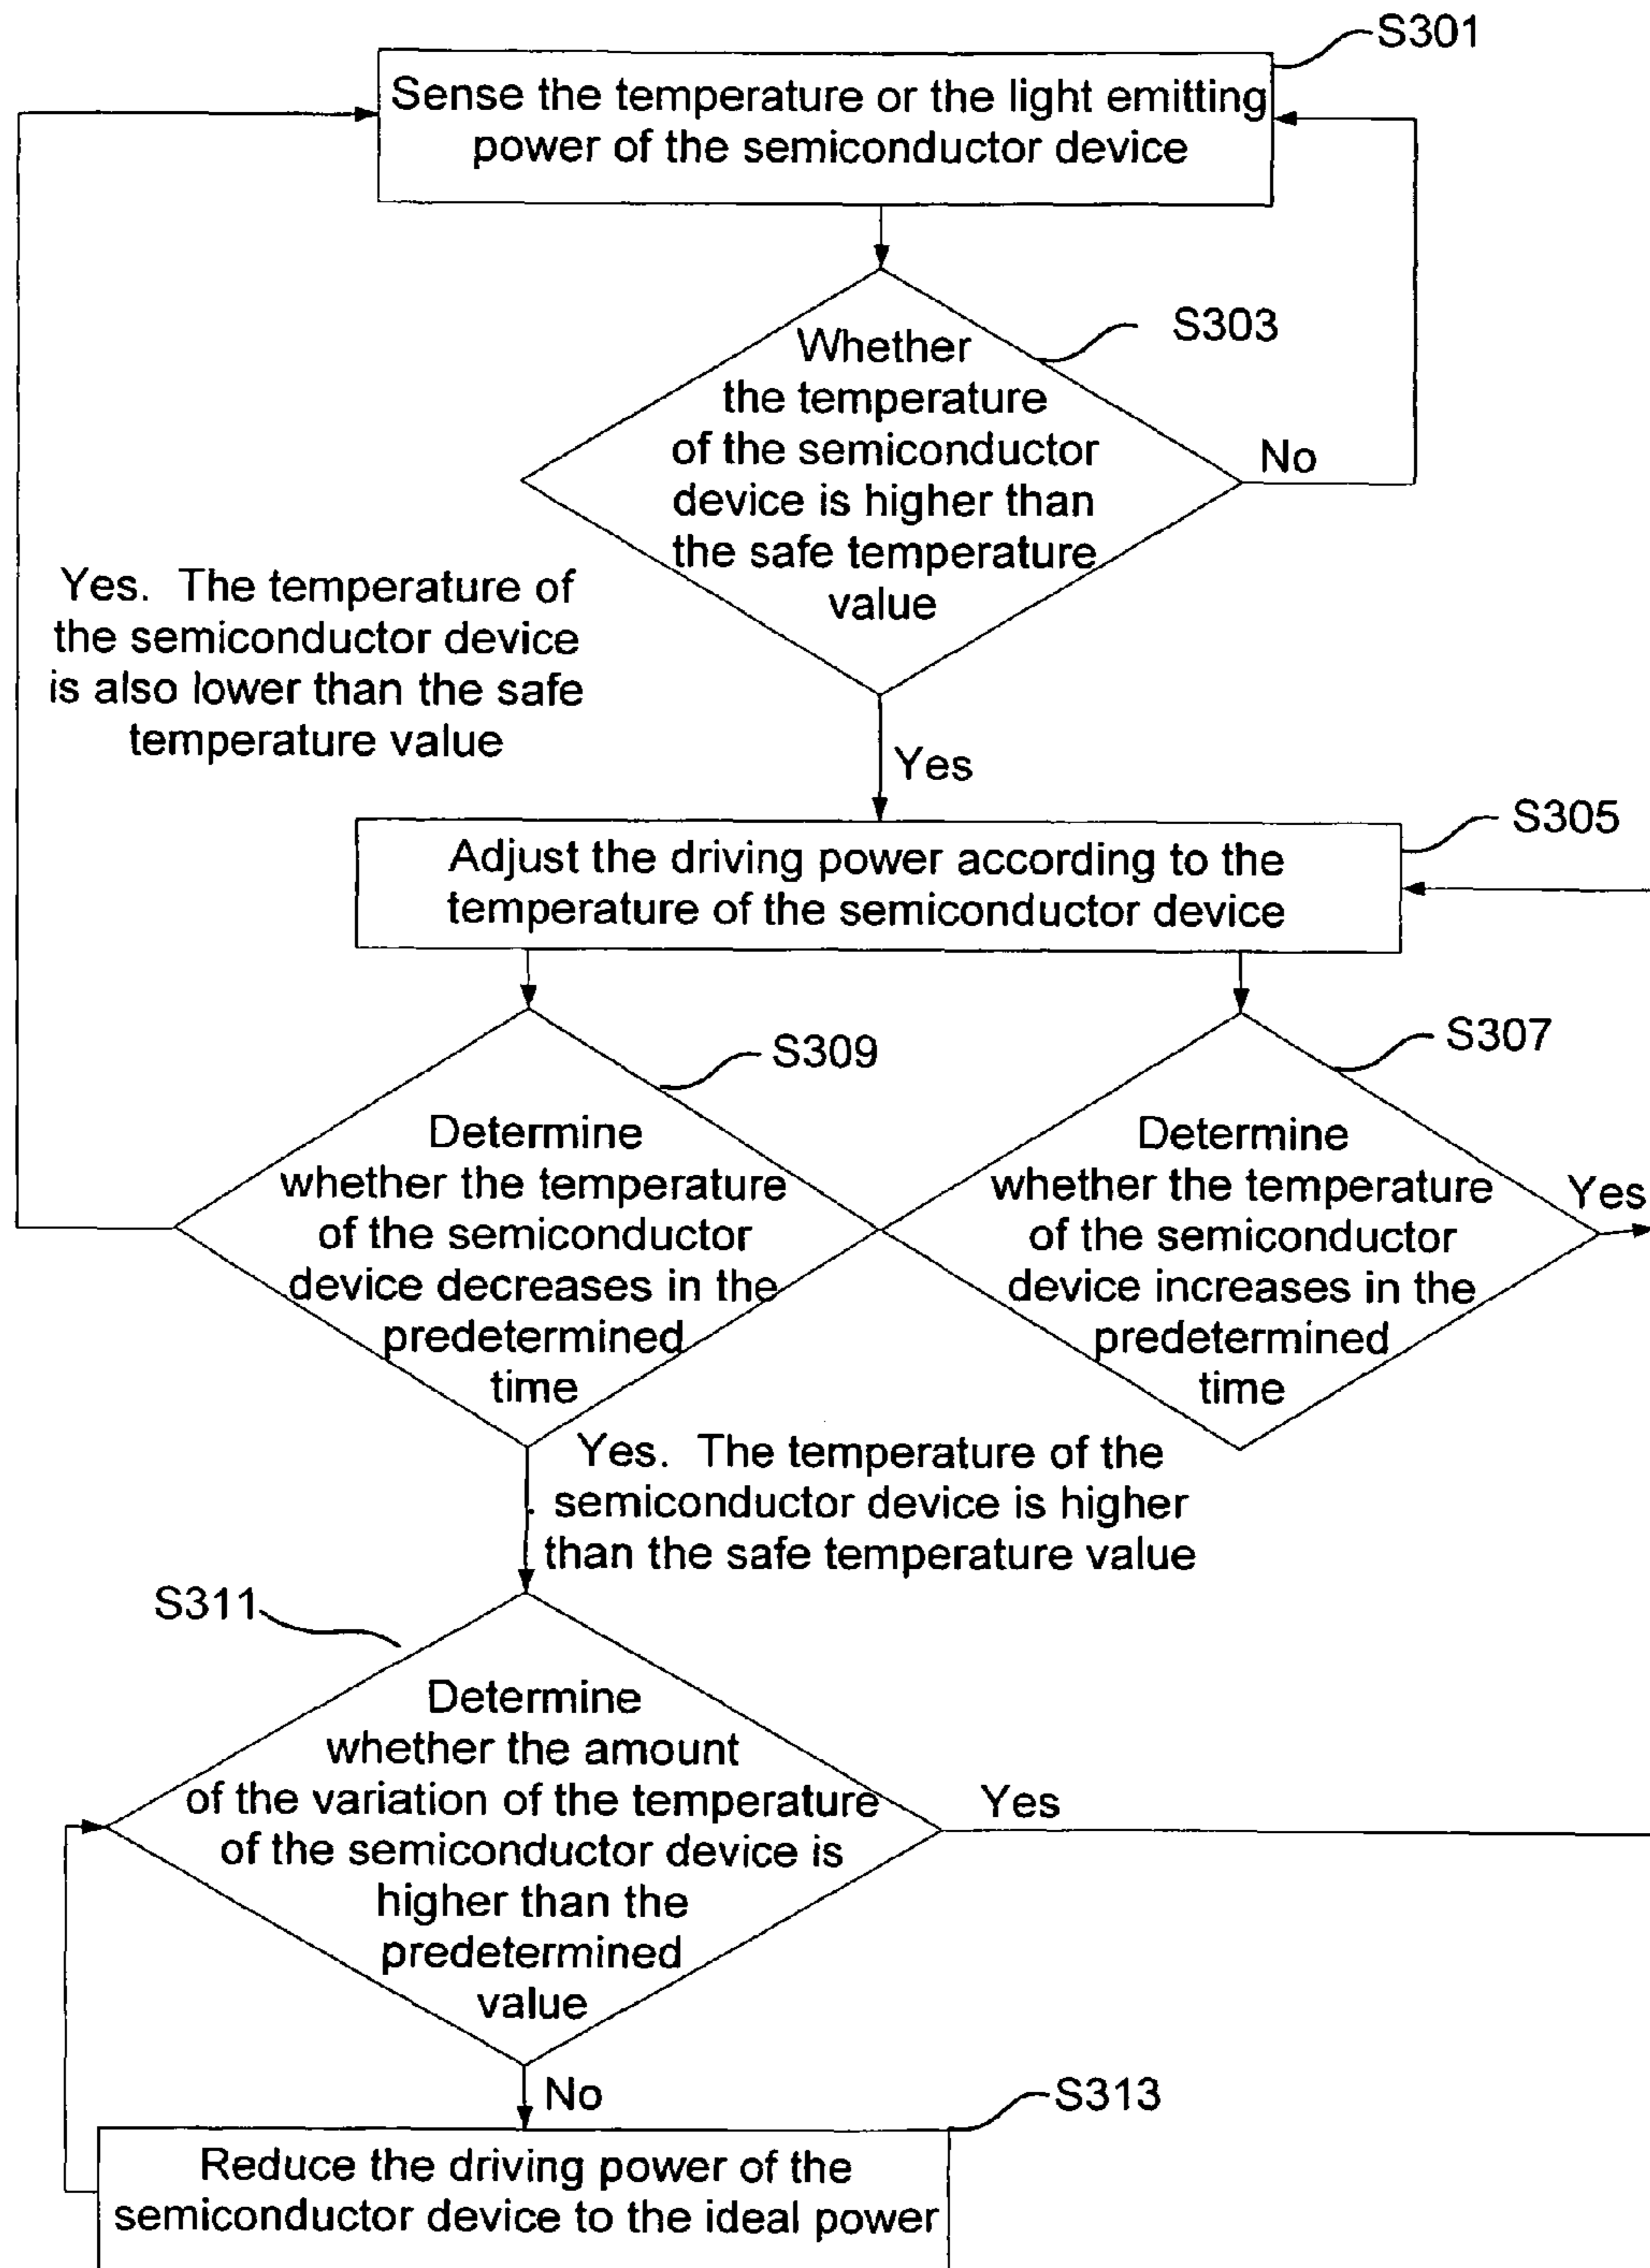 S301
Sense the temperature or the light emitting
power of the semiconductor device
S303
Whether
the temperature
of the semiconductor
device is higher than
the safe temperature
value
No
Yes. The temperature of
the semiconductor device
is also lower than the safe
temperature value
Yes
S305
Adjust the driving power according to the
temperature of the semiconductor device
S309
Determine
whether the temperature
of the semiconductor
device decreases in the
predetermined
time
S307
Determine
whether the temperature
of the semiconductor
device increases in the
predetermined
time
Yes
Yes. The temperature of the
semiconductor device is higher
than the safe temperature value
S311
Determine
whether the amount
of the variation of the temperature
of the semiconductor device is
higher than the
predetermined
value
Yes
No
S313
Reduce the driving power of the
semiconductor device to the ideal power